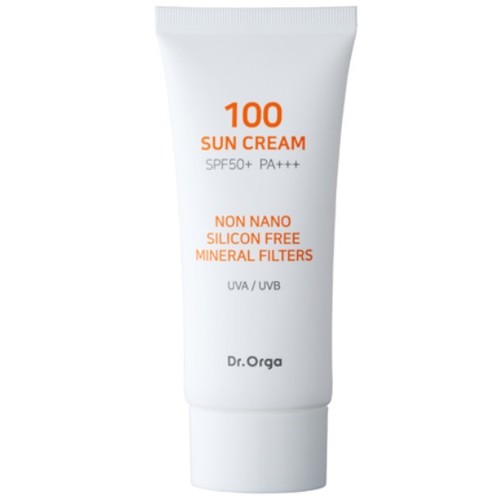 100
SUN CREAM
SPF50+ PA+++
NON NANO
SILICON FREE
MINERAL FILTERS
UVA / UVB
Dr.Orga